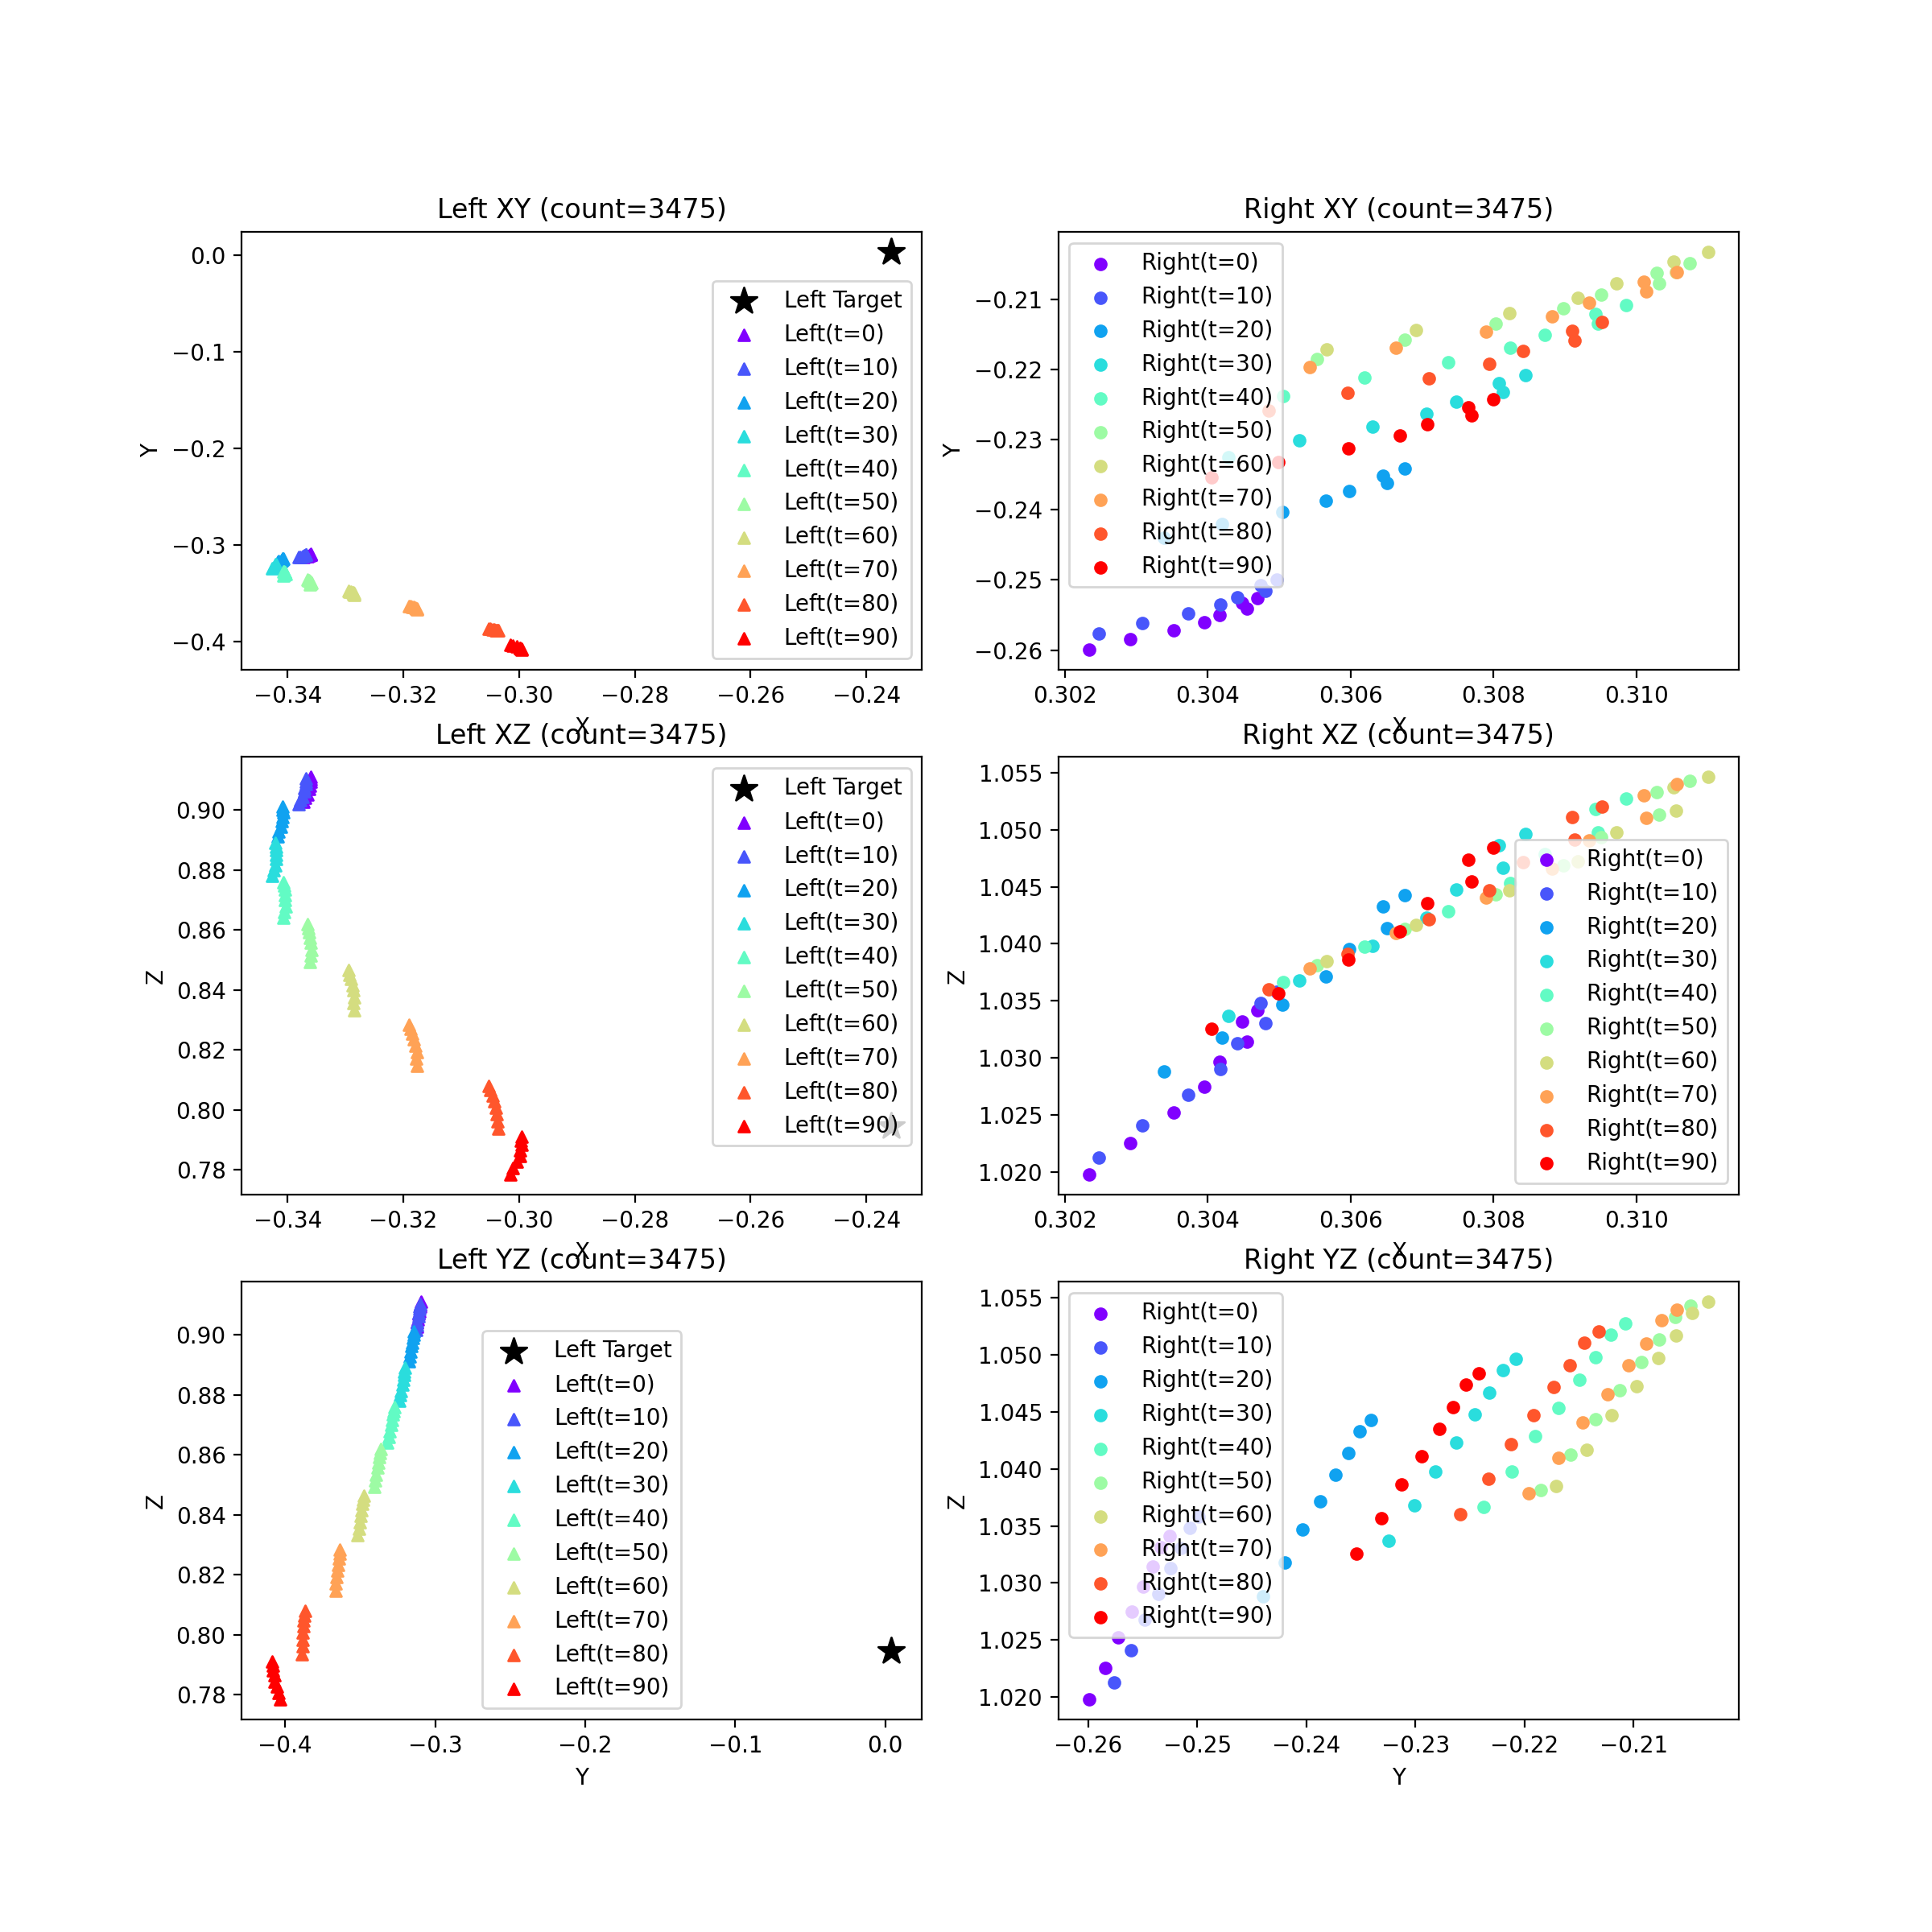 Left XY (count=3475)
0.0
−0.1
−0.2
−0.3
−0.4
Y
Left Target
Left(t=0)
Left(t=10)
Left(t=20)
Left(t=30)
Left(t=40)
Left(t=50)
Left(t=60)
Left(t=70)
Left(t=80)
Left(t=90)
−0.34 −0.32 −0.30 −0.28 −0.26 −0.24
X
Right XY (count=3475)
−0.21
−0.22
−0.23
−0.24
−0.25
−0.26
Y
Right(t=0)
Right(t=10)
Right(t=20)
Right(t=30)
Right(t=40)
Right(t=50)
Right(t=60)
Right(t=70)
Right(t=80)
Right(t=90)
0.302 0.304 0.306 0.308 0.310
X
Left XZ (count=3475)
0.90
0.88
0.86
0.84
0.82
0.80
0.78
Z
Left Target
Left(t=0)
Left(t=10)
Left(t=20)
Left(t=30)
Left(t=40)
Left(t=50)
Left(t=60)
Left(t=70)
Left(t=80)
Left(t=90)
−0.34 −0.32 −0.30 −0.28 −0.26 −0.24
X
Right XZ (count=3475)
1.055
1.050
1.045
1.040
1.035
1.030
1.025
1.020
Z
Right(t=0)
Right(t=10)
Right(t=20)
Right(t=30)
Right(t=40)
Right(t=50)
Right(t=60)
Right(t=70)
Right(t=80)
Right(t=90)
0.302 0.304 0.306 0.308 0.310
X
Left YZ (count=3475)
0.90
0.88
0.86
0.84
0.82
0.80
0.78
Z
Left Target
Left(t=0)
Left(t=10)
Left(t=20)
Left(t=30)
Left(t=40)
Left(t=50)
Left(t=60)
Left(t=70)
Left(t=80)
Left(t=90)
−0.4 −0.3 −0.2 −0.1 0.0
Y
Right YZ (count=3475)
1.055
1.050
1.045
1.040
1.035
1.030
1.025
1.020
Z
Right(t=0)
Right(t=10)
Right(t=20)
Right(t=30)
Right(t=40)
Right(t=50)
Right(t=60)
Right(t=70)
Right(t=80)
Right(t=90)
−0.26 −0.25 −0.24 −0.23 −0.22 −0.21
Y